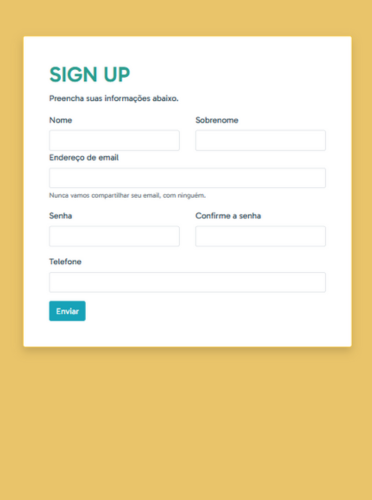 SIGN UP
Preencha suas informações abaixo.
Nome Sobrenome
Endereço de email
Nunca vamos compartilhar seu email, com ninguém.
Senha Confirme a senha
Telefone
Enviar